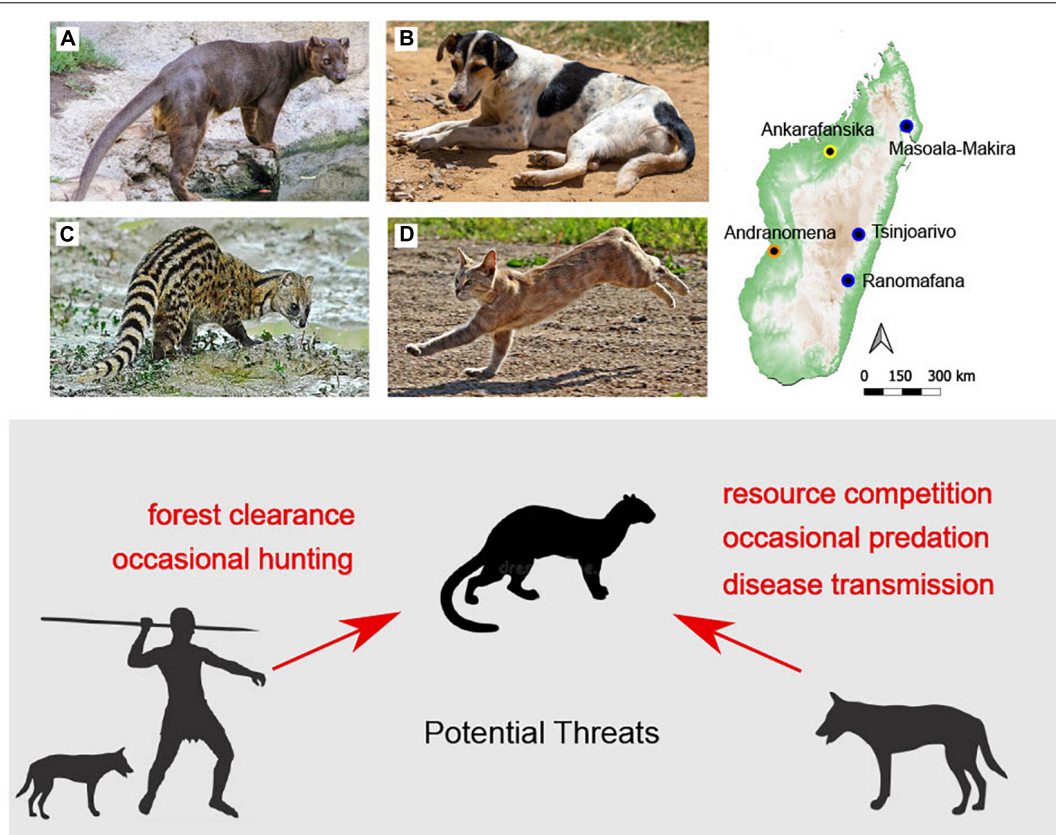 A
B
C
D
Ankarafansika
Masoala-Makira
Andranomena
Tsinjoarivo
Ranomafana
0 150 300 km
forest clearance
occasional hunting
resource competition
occasional predation
disease transmission
Potential Threats